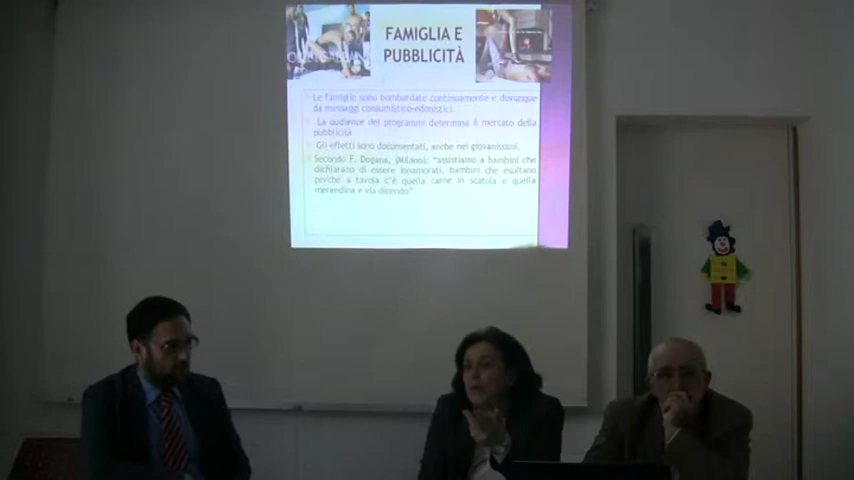 FAMIGLIA E
PUBBLICITÀ
Le famiglie sono bombardate continuamente e dovunque
da messaggi consumistico-edonistici.
La audience dei programmi determina il mercato della
pubblicità
Gli effetti sono documentati, anche nei giovanissimi.
Secondo F. Dogana, (Milano): "assistiamo a bambini che
dichiarano di essere innamorati, bambini che esultano
perché a tavola c'è quella carne in scatola o quella
merendina e via dicendo"